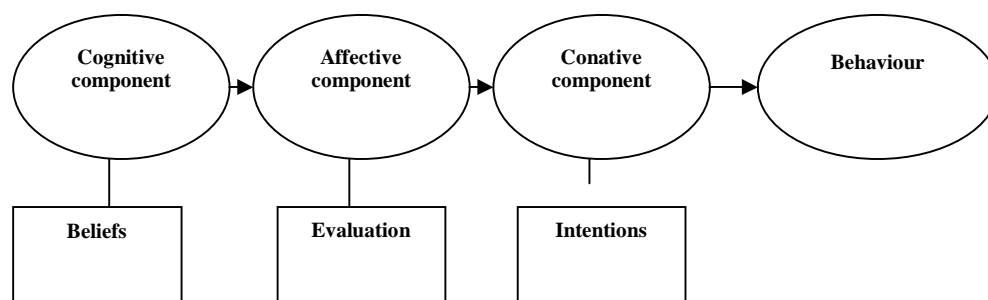 Cognitive
component
Affective
component
Conative
component
Behaviour
Beliefs
Evaluation
Intentions